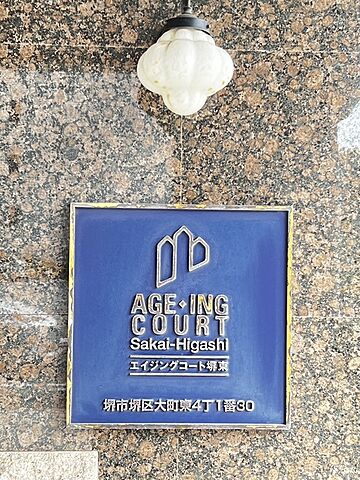 AGE・ING
COURT
Sakai-Higashi
エイジングコート堺東
堺市堺区大町東4丁1番30